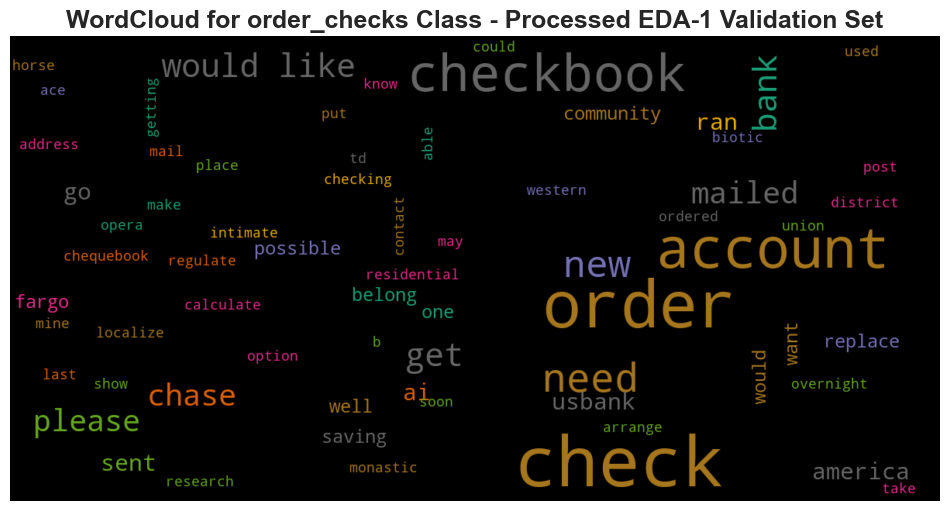 WordCloud for order_checks Class - Processed EDA-1 Validation Set
could
used
horse
would like
checkbook
bank
know
ace
getting
put
community
ran
able
biotic
address
mail
td
place
checking
post
western
go
mailed
district
make
contact
ordered
opera
union
intimate
may
account
possible
chequebook
regulate
new
residential
order
belong
fargo
calculate
one
mine
localize
b
want
replace
option
get
would
last
need
show
overnight
chase
ai
soon
usbank
well
please
arrange
saving
check
sent
monastic
america
research
take